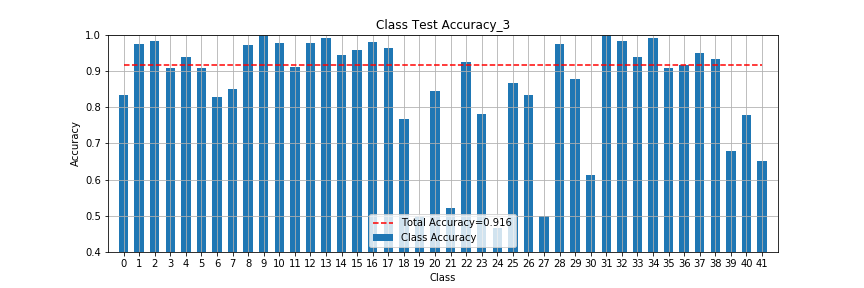 Class Test Accuracy_3
1.0
0.9
0.8
0.7
0.6
0.5
0.4
Accuracy
Total Accuracy=0.916
Class Accuracy
0 1 2 3 4 5 6 7 8 9 10 11 12 13 14 15 16 17 18 19 20 21 22 23 24 25 26 27 28 29 30 31 32 33 34 35 36 37 38 39 40 41
Class